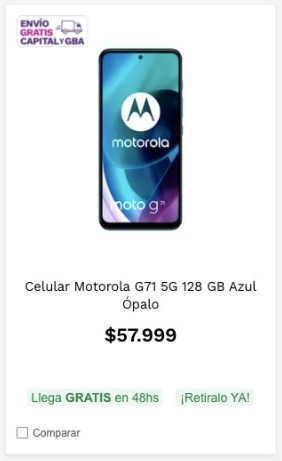 ENVÍO
GRATIS
CAPITAL Y GBA
motorola
moto g71
Celular Motorola G71 5G 128 GB Azul
Ópalo
$57.999
Llega GRATIS en 48hs
¡Retiralo YA!
Comparar